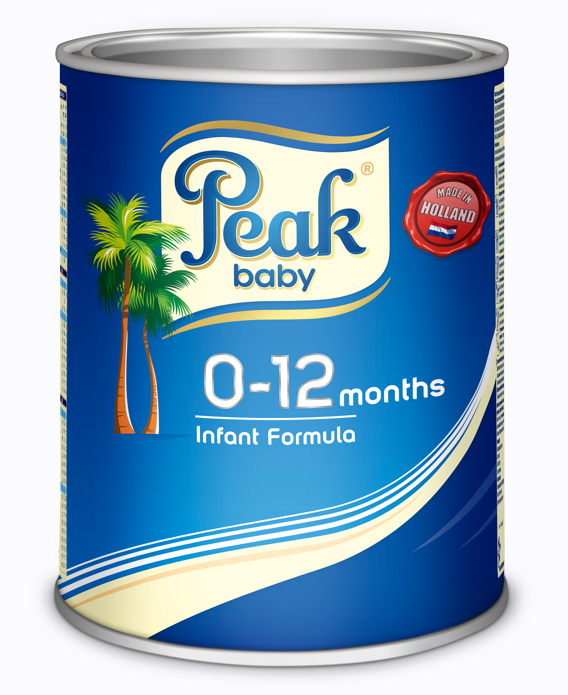 Peak®
baby
MADE IN
HOLLAND
0-12 months
Infant Formula